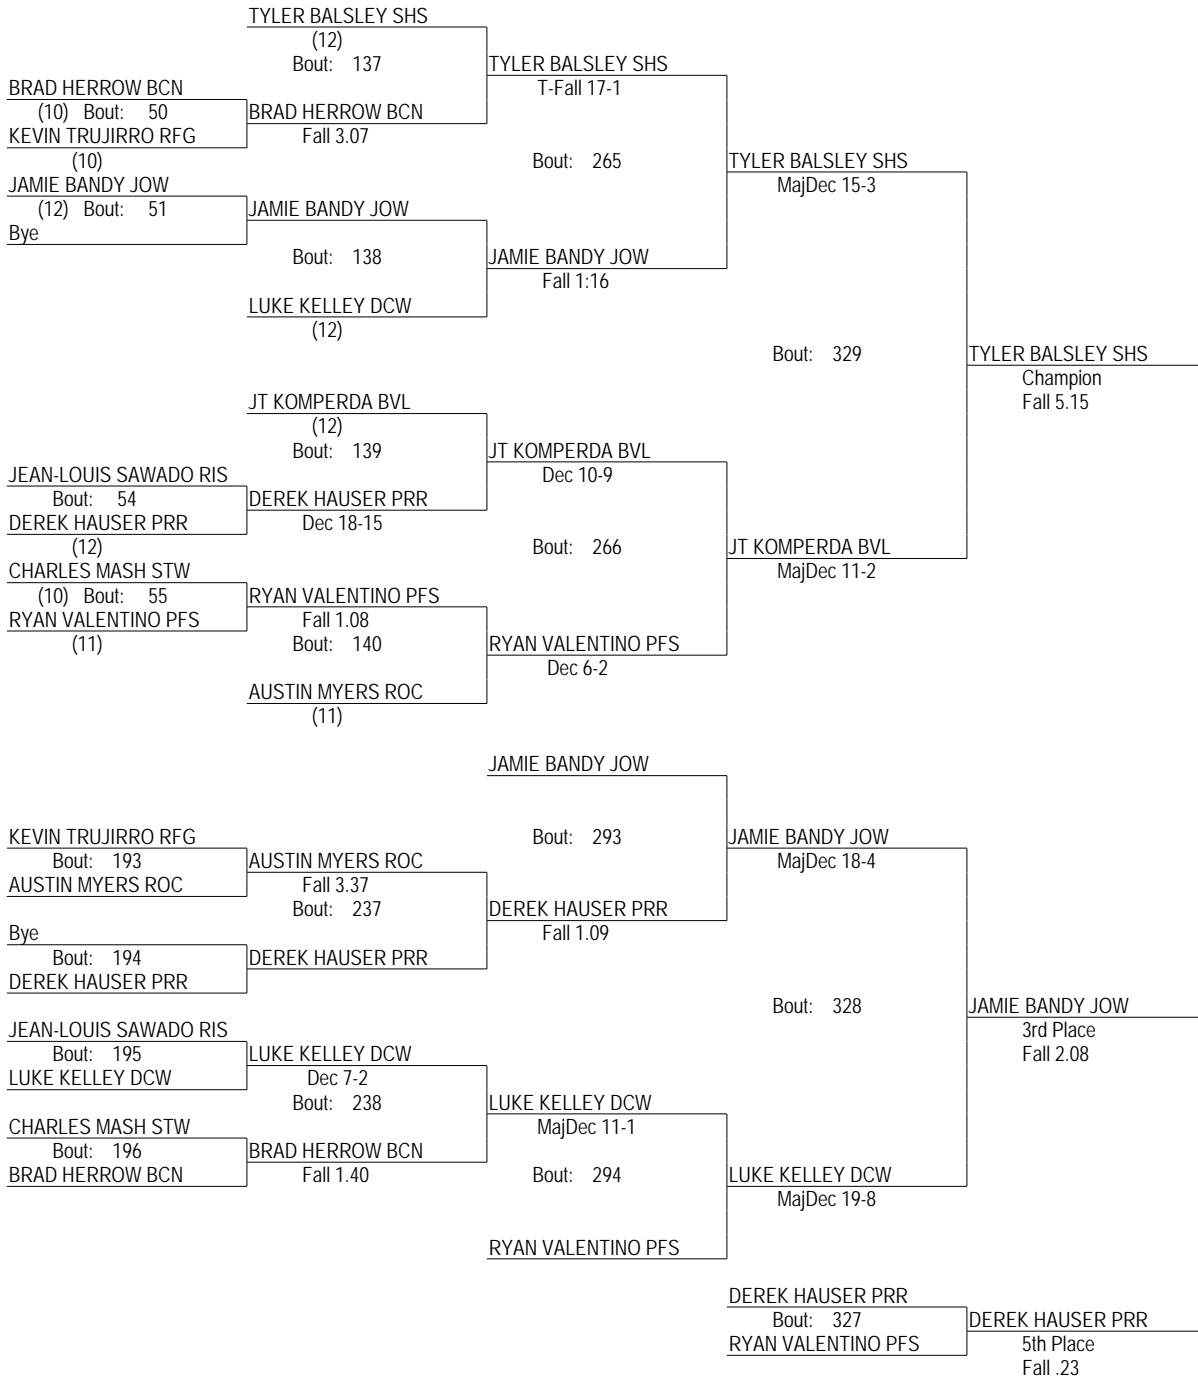 TYLER BALSLEY SHS
(12)
Bout: 137
TYLER BALSLEY SHS
T-Fall 17-1
BRAD HERROW BCN
(10) Bout: 50
BRAD HERROW BCN
Fall 3.07
KEVIN TRUJIRRO RFG
(10)
Bout: 265
TYLER BALSLEY SHS
MajDec 15-3
JAMIE BANDY JOW
(12) Bout: 51
JAMIE BANDY JOW
Bye
Bout: 138
JAMIE BANDY JOW
Fall 1:16
LUKE KELLEY DCW
(12)
Bout: 329
TYLER BALSLEY SHS
Champion
Fall 5.15
JT KOMPERDA BVL
(12)
Bout: 139
JT KOMPERDA BVL
Dec 10-9
JEAN-LOUIS SAWADO RIS
Bout: 54
DEREK HAUSER PRR
Dec 18-15
DEREK HAUSER PRR
(12)
Bout: 266
JT KOMPERDA BVL
MajDec 11-2
CHARLES MASH STW
(10) Bout: 55
RYAN VALENTINO PFS
Fall 1.08
RYAN VALENTINO PFS
(11)
Bout: 140
RYAN VALENTINO PFS
Dec 6-2
AUSTIN MYERS ROC
(11)
JAMIE BANDY JOW
Bout: 293
JAMIE BANDY JOW
MajDec 18-4
KEVIN TRUJIRRO RFG
Bout: 193
AUSTIN MYERS ROC
Fall 3.37
AUSTIN MYERS ROC
Bout: 237
DEREK HAUSER PRR
Fall 1.09
Bye
Bout: 194
DEREK HAUSER PRR
DEREK HAUSER PRR
Bout: 328
JAMIE BANDY JOW
3rd Place
Fall 2.08
JEAN-LOUIS SAWADO RIS
Bout: 195
LUKE KELLEY DCW
Dec 7-2
LUKE KELLEY DCW
Bout: 238
LUKE KELLEY DCW
MajDec 11-1
CHARLES MASH STW
Bout: 196
BRAD HERROW BCN
Fall 1.40
BRAD HERROW BCN
Bout: 294
LUKE KELLEY DCW
MajDec 19-8
RYAN VALENTINO PFS
DEREK HAUSER PRR
Bout: 327
DEREK HAUSER PRR
RYAN VALENTINO PFS
5th Place
Fall .23